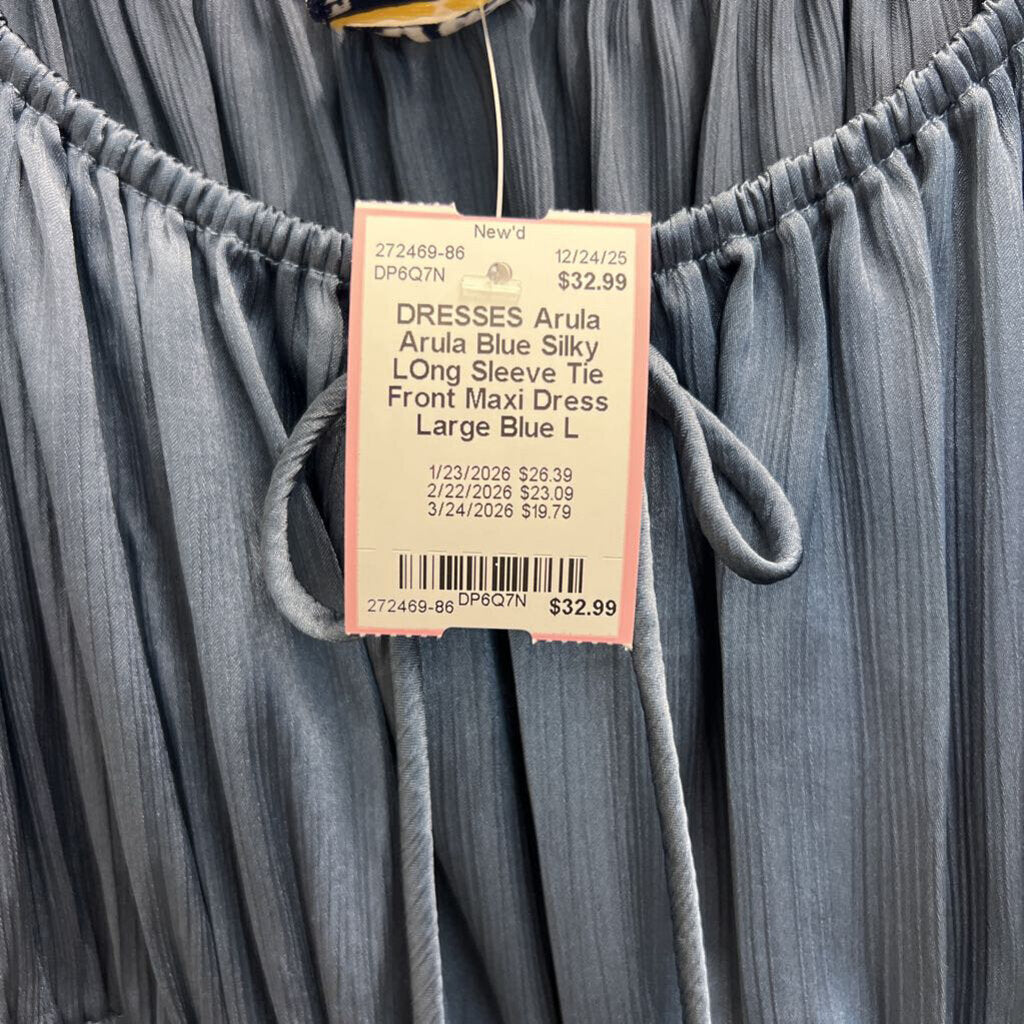 New'd
272469-86 12/24/25
DP6Q7N $32.99
DRESSES Arula
Arula Blue Silky
LOng Sleeve Tie
Front Maxi Dress
Large Blue L
1/23/2026 $26.39
2/22/2026 $23.09
3/24/2026 $19.79
272469-86 DP6Q7N $32.99